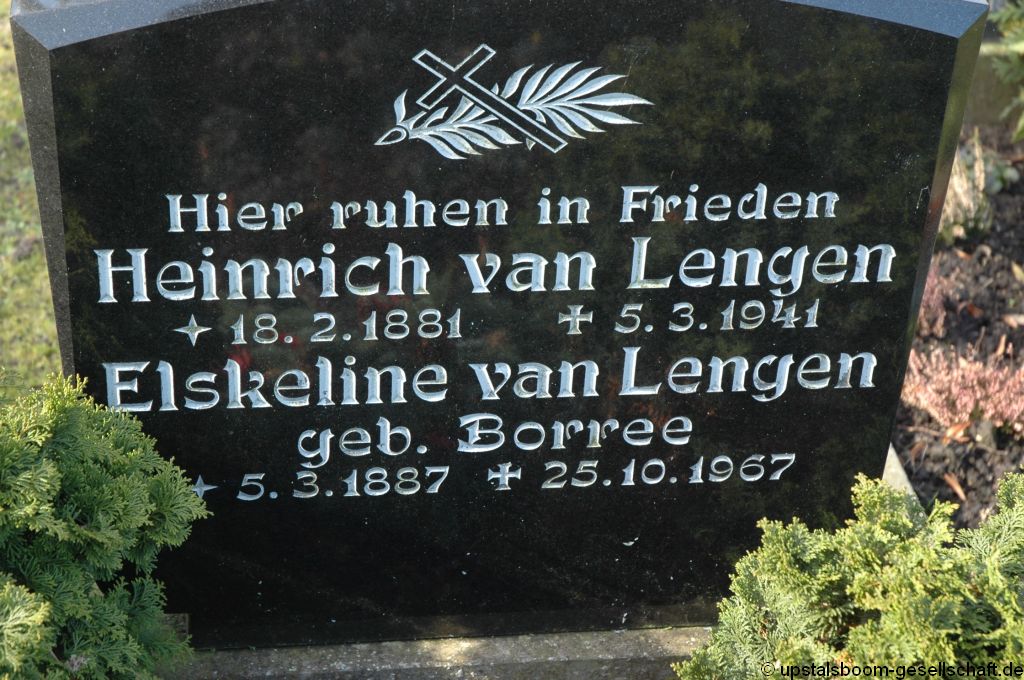 Hier ruhen in Frieden
Heinrich van Lengen
18. 2. 1881 5. 3. 1941
Elskeline van Lengen
geb. Borree
5. 3. 1887 25. 10. 1967
© upstalsboom-gesellschaft.de